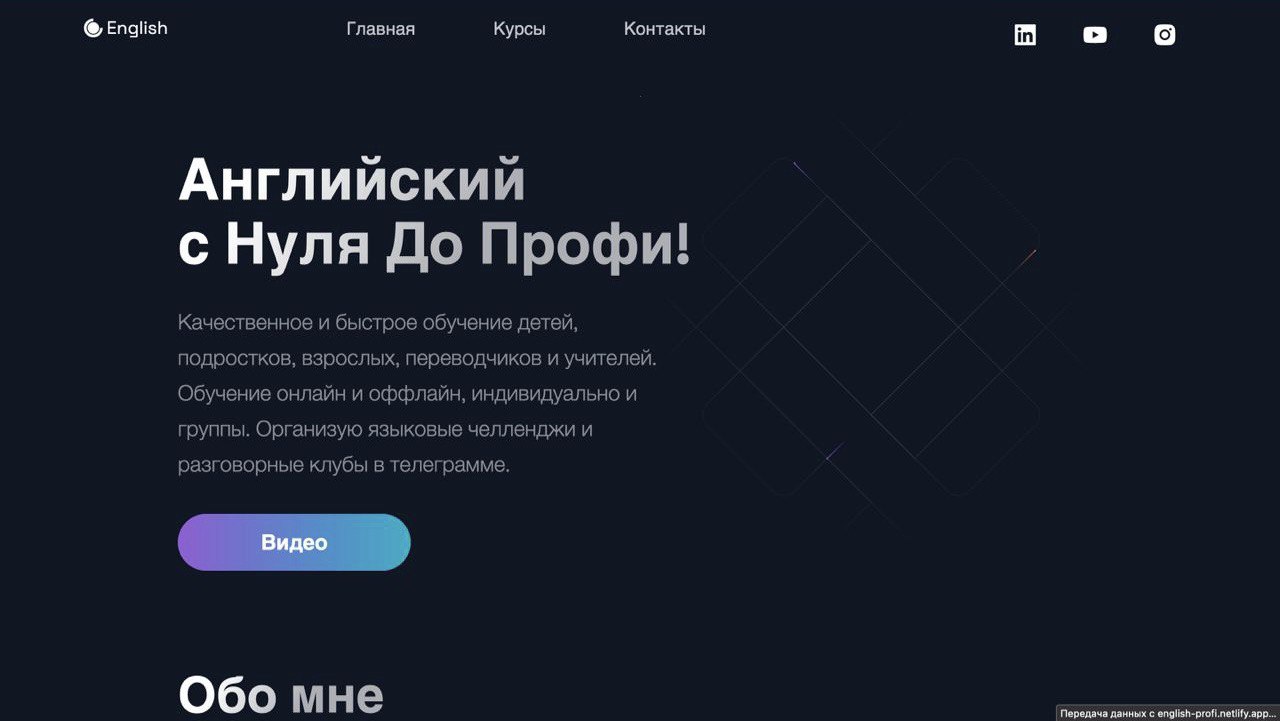 English
Главная
Курсы
Контакты
in
Английский
с Нуля До Профи!
Качественное и быстрое обучение детей,
подростков, взрослых, переводчиков и учителей.
Обучение онлайн и оффлайн, индивидуально и
группы. Организую языковые челленджи и
разговорные клубы в телеграмме.
Видео
Обо мне
Передача данных с english-profi.netlify.app...